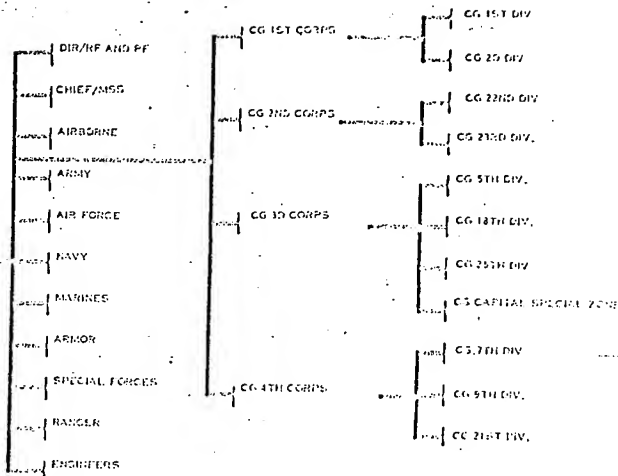 DIR/RF AND PF
CHIEF/MSS
AIRBORNE
ARMY
AIR FORCE
NAVY
MARINES
ARMOR
SPECIAL FORCES
RANGER
ENGINEERS
CG 1ST CORPS
CG 2ND CORPS
CG 3D CORPS
CG 4TH CORPS
CG 1ST DIV
CG 2D DIV
CG 22ND DIV
CG 23RD DIV.
CG 5TH DIV.
CG 18TH DIV.
CG 25TH DIV
CG CAPITAL SPECIAL ZONE
CG 7TH DIV
CG 9TH DIV.
CG 21ST DIV.